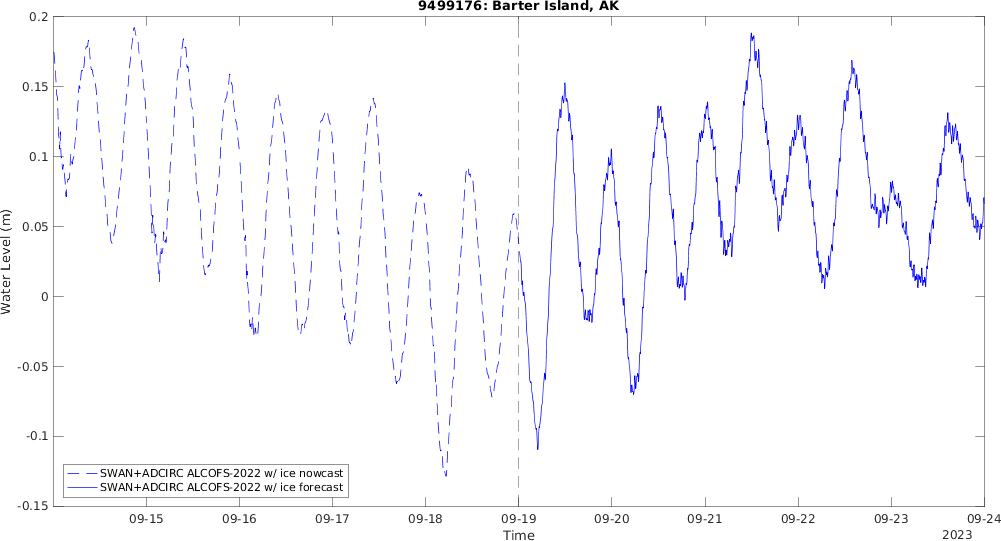 9499176: Barter Island, AK
0.2
0.15
0.1
0.05
0
-0.05
-0.1
-0.15
Water Level (m)
SWAN+ADCIRC ALCOFS-2022 w/ ice nowcast
SWAN+ADCIRC ALCOFS-2022 w/ ice forecast
09-15 09-16 09-17 09-18 09-19 09-20 09-21 09-22 09-23 09-24
Time
2023